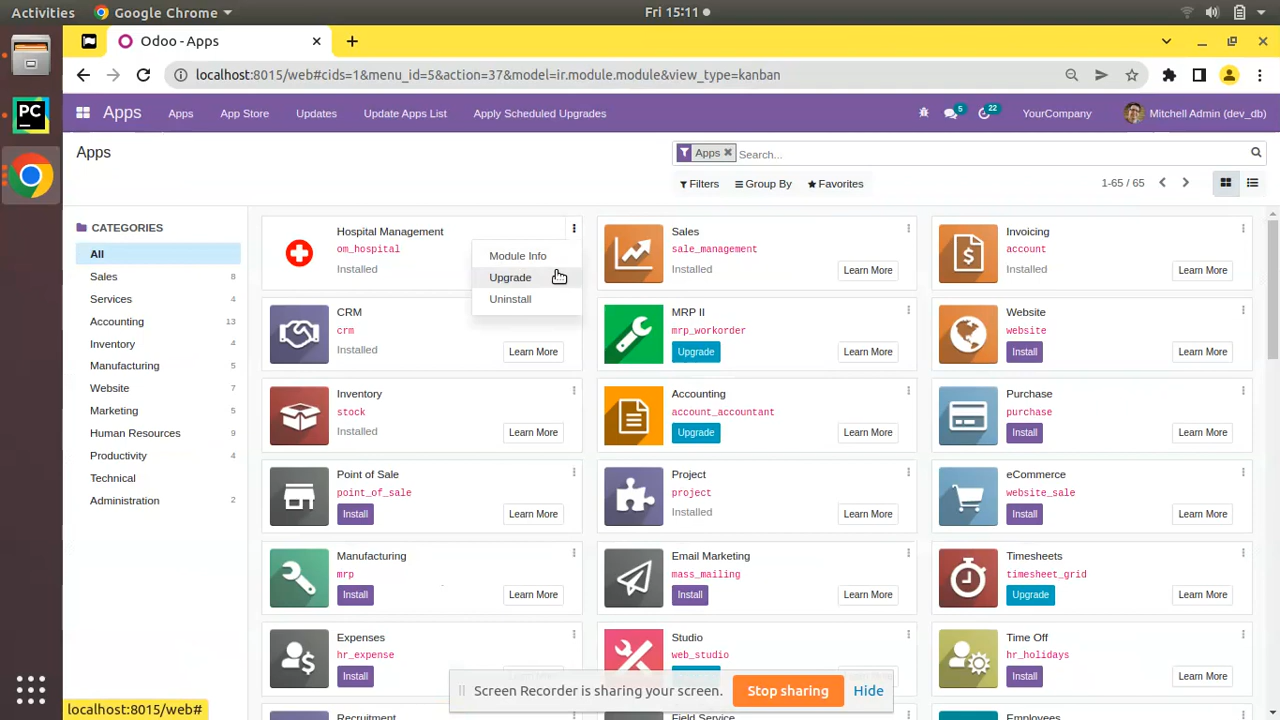 Activities
Google Chrome
Fri 15:11
Odoo - Apps
localhost:8015/web#cids=1&menu_id=5&action=37&model=ir.module.module&view_type=kanban
Apps
Apps
App Store
Updates
Update Apps List
Apply Scheduled Upgrades
5
22
YourCompany
Mitchell Admin (dev_db)
Apps
Apps
Search...
Filters
Group By
Favorites
1-65 / 65
CATEGORIES
All
Sales 8
Services 4
Accounting 13
Inventory 4
Manufacturing 5
Website 7
Marketing 5
Human Resources 9
Productivity 4
Technical
Administration 2
Hospital Management
om_hospital
Installed
Module Info
Upgrade
Uninstall
Sales
sale_management
Installed
Learn More
Invoicing
account
Installed
Learn More
CRM
crm
Installed
Learn More
MRP II
mrp_workorder
Upgrade
Learn More
Website
website
Install
Learn More
Inventory
stock
Installed
Learn More
Accounting
account_accountant
Upgrade
Learn More
Purchase
purchase
Install
Learn More
Point of Sale
point_of_sale
Install
Learn More
Project
project
Installed
Learn More
eCommerce
website_sale
Install
Learn More
Manufacturing
mrp
Install
Learn More
Email Marketing
mass_mailing
Install
Learn More
Timesheets
timesheet_grid
Upgrade
Learn More
Expenses
hr_expense
Install
Studio
web_studio
Time Off
hr_holidays
Install
Learn More
Recruitment
Field Service
Employees
Screen Recorder is sharing your screen.
Stop sharing
Hide
localhost:8015/web#
PC